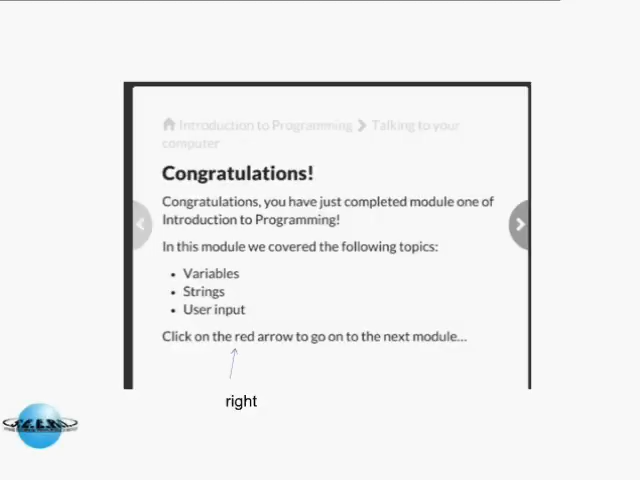 Introduction to Programming Talking to your
computer
Congratulations!
Congratulations, you have just completed module one of
Introduction to Programming!
In this module we covered the following topics:
• Variables
• Strings
• User input
Click on the red arrow to go on to the next module...
right